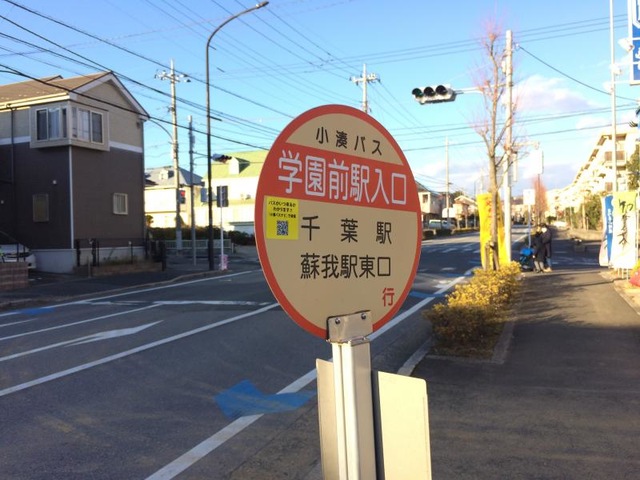 小湊バス
学園前駅入口
千葉駅
蘇我駅東口
行